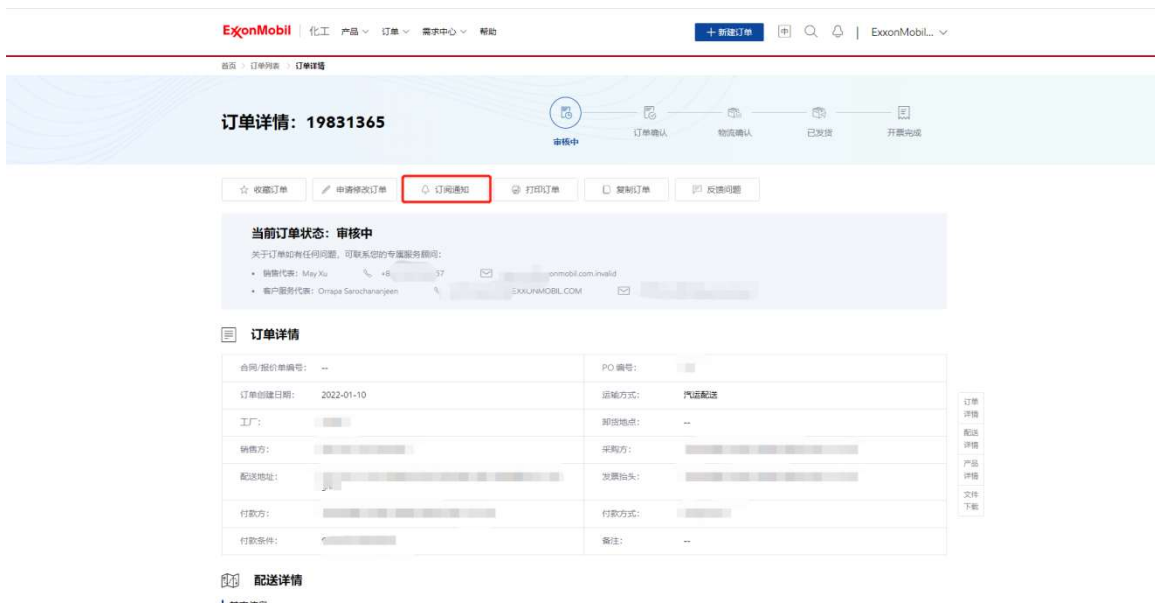 ExxonMobil 化工 产品 订单 需求中心 帮助 + 新建订单 中 ExxonMobil...
首页 > 订单列表 > 订单详情
订单详情：19831365
审核中 订单确认 物流确认 已发货 开票完成
收藏订单 申请修改订单 订阅通知 打印订单 复制订单 反馈问题
当前订单状态：审核中
关于订单如有任何问题，可联系您的专属服务顾问：
• 销售代表：May Xu +8 57 onmobil.com.invalid
• 客户服务代表：Orrapa Sarochananjeen EXXONMOBIL.COM
订单详情
合同/报价单编号： -- PO 编号：
订单创建日期： 2022-01-10 运输方式： 汽运配送
工厂： 卸货地点： --
销售方： 采购方：
配送地址： 发票抬头：
付款方： 付款方式：
付款条件： 备注： --
订单
详情
配送
详情
产品
详情
文件
下载
配送详情